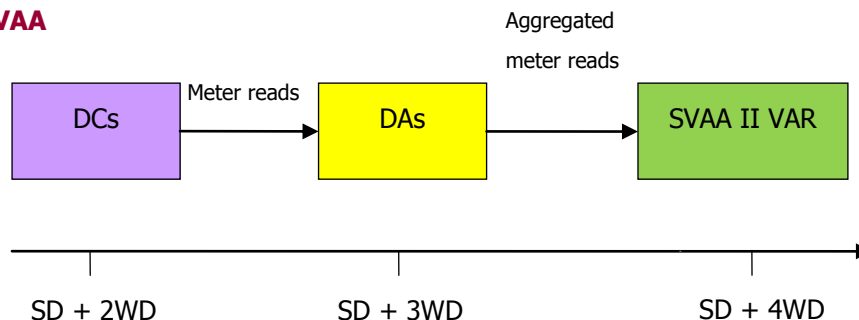 VAA
Aggregated
meter reads
Meter reads
DCs
DAs
SVAA II VAR
SD + 2WD
SD + 3WD
SD + 4WD